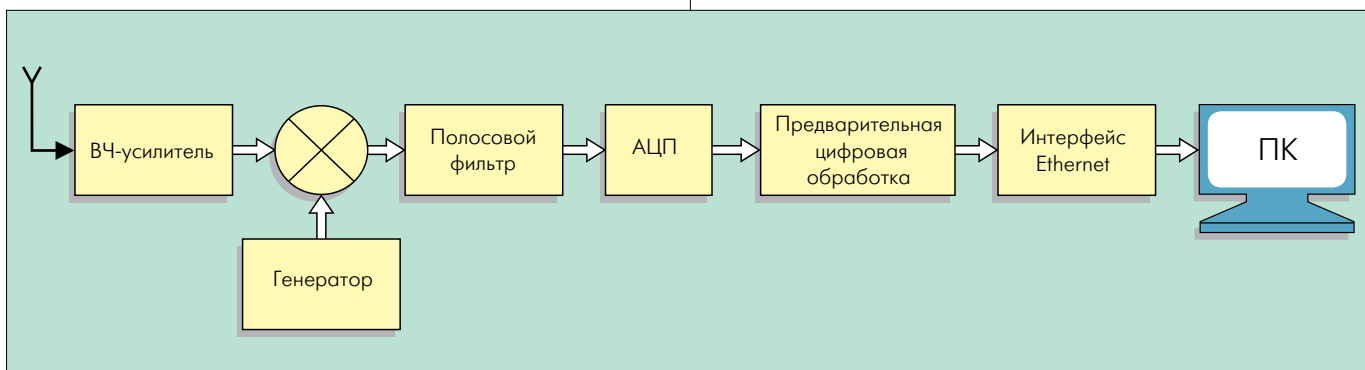 ВЧ-усилитель
Полосовой
фильтр
АЦП
Предварительная
цифровая
обработка
Интерфейс
Ethernet
ПК
Генератор